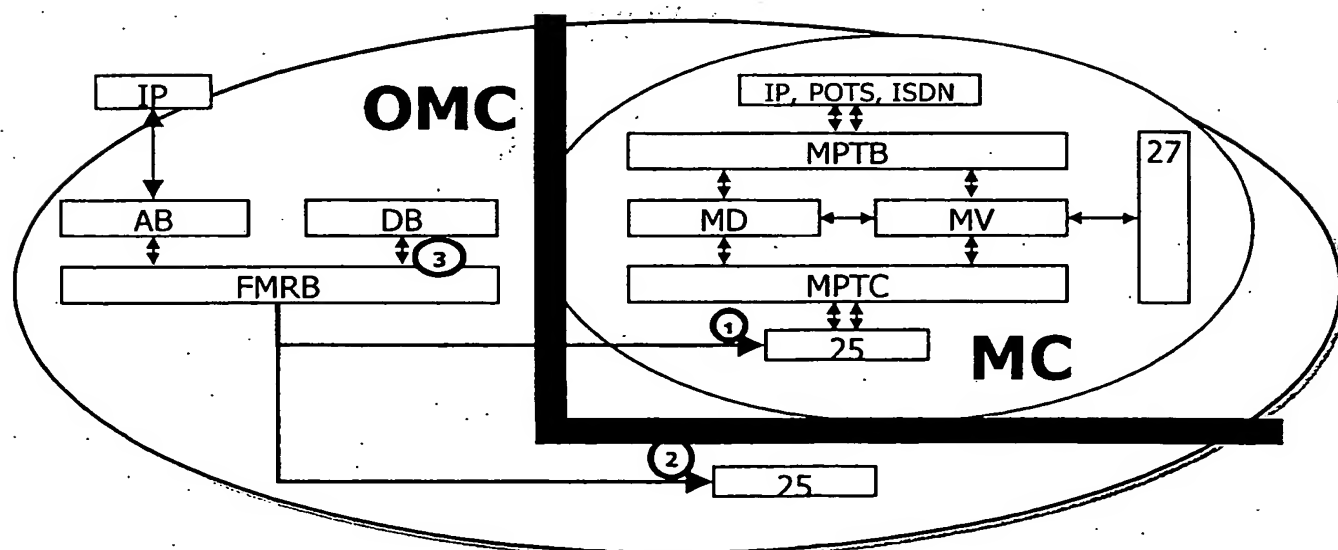 IP
OMC
IP, POTS, ISDN
MPTB
27
AB
DB
MD
MV
3
FMRB
MPTC
1
25
MC
2
25